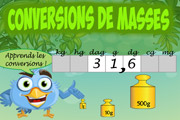 CONVERSIONS DE MASSES
kg hg dag g dg cg mg
3 1,6
Apprends les
conversions !
10g
500g